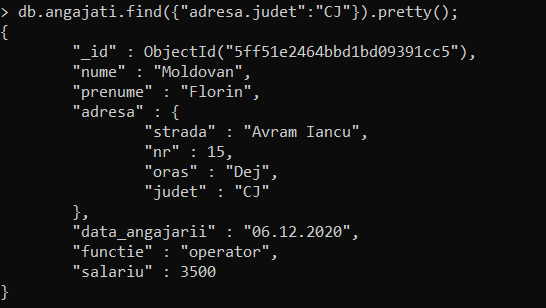 > db.angajati.find({"adresa.judet":"CJ"}).pretty();
{
        "_id" : ObjectId("5ff51e2464bbd1bd09391cc5"),
        "nume" : "Moldovan",
        "prenume" : "Florin",
        "adresa" : {
                "strada" : "Avram Iancu",
                "nr" : 15,
                "oras" : "Dej",
                "judet" : "CJ"
        },
        "data_angajarii" : "06.12.2020",
        "functie" : "operator",
        "salariu" : 3500
}